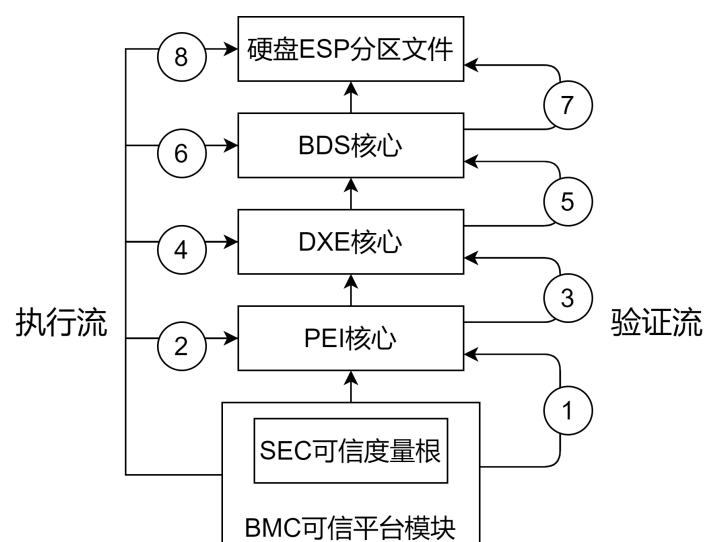 硬盘ESP分区文件
8
7
BDS核心
6
5
DXE核心
4
3
执行流
验证流
PEI核心
2
1
SEC可信度量根
BMC可信平台模块